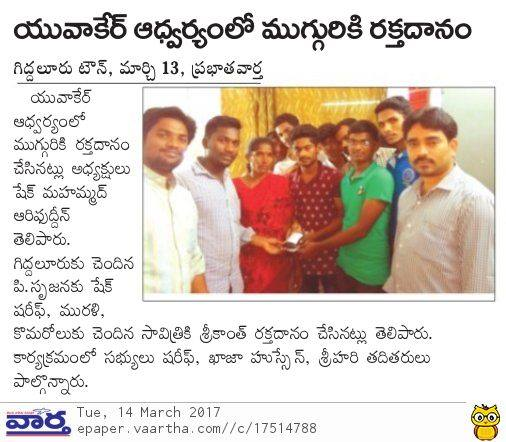 యువాకేర్ ఆధ్వర్యంలో ముగ్గురికి రక్తదానం
గిద్దలూరు టౌన్, మార్చి 13, ప్రభాతవార్త
యువాకేర్
ఆధ్వర్యంలో
ముగ్గురికి రక్తదానం
చేసినట్లు అధ్యక్షులు
షేక్ మహమ్మద్
ఆరిఫుద్దీన్
తెలిపారు.
గిద్దలూరుకు చెందిన
పి.సృజనకు షేక్
షరీఫ్, మురళి,
కొమరోలుకు చెందిన సావిత్రికి శ్రీకాంత్ రక్తదానం చేసినట్లు తెలిపారు.
కార్యక్రమంలో సభ్యులు షరీఫ్, ఖాజా హుస్సేన్, శ్రీహరి తదితరులు
పాల్గొన్నారు.
వార్త Tue, 14 March 2017
epaper.vaartha.com//c/17514788